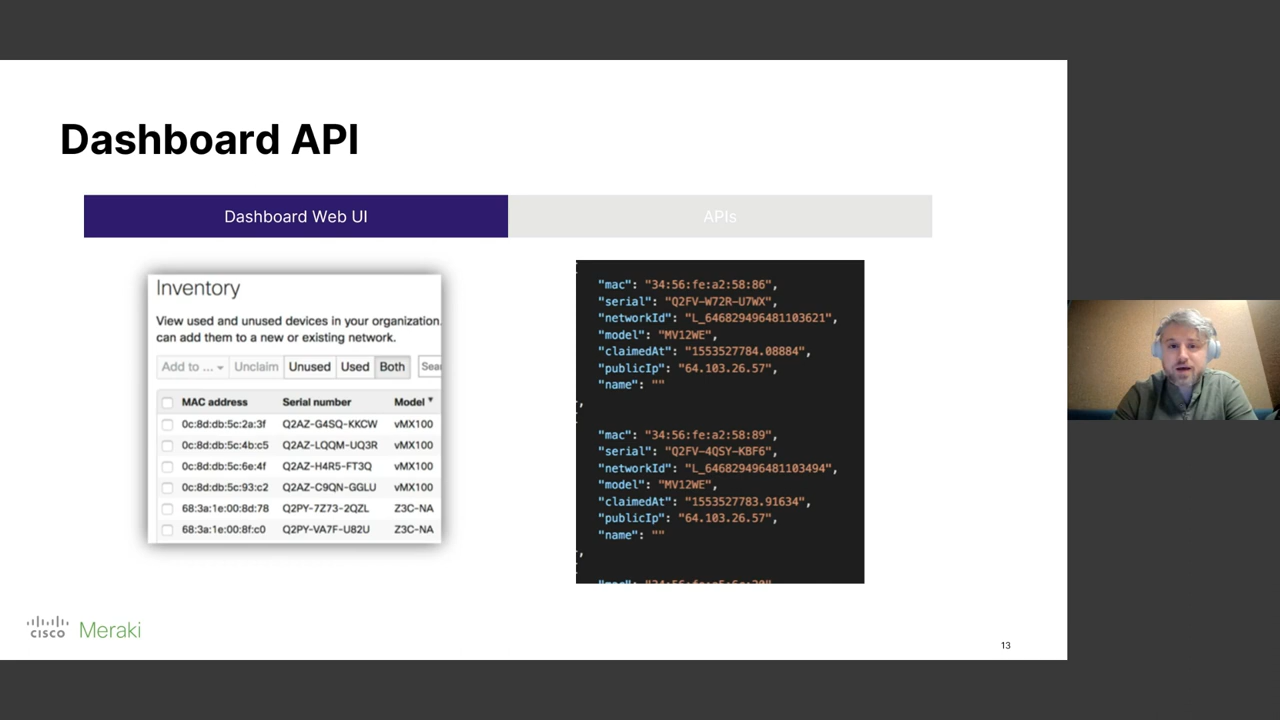 Dashboard API
Dashboard Web UI
APIs
Inventory
View used and unused devices in your organization.
can add them to a new or existing network.
Add to ... Unclaim Unused Used Both Sear
MAC address Serial number Model
0c:8d:db:5c:2a:3f Q2AZ-G4SQ-KKCW vMX100
0c:8d:db:5c:4b:c5 Q2AZ-LQQM-UQ3R vMX100
0c:8d:db:5c:6e:4f Q2AZ-H4R5-FT3Q vMX100
0c:8d:db:5c:93:c2 Q2AZ-C9QN-GGLU vMX100
68:3a:1e:00:8d:78 Q2PY-7Z73-2QZL Z3C-NA
68:3a:1e:00:8f:c0 Q2PY-VA7F-U82U Z3C-NA
"mac": "34:56:fe:a2:58:86",
"serial": "Q2FV-W72R-U7WX",
"networkId": "L_646829496481103621",
"model": "MV12WE",
"claimedAt": "1553527784.08884",
"publicIp": "64.103.26.57",
"name": ""
},
{
"mac": "34:56:fe:a2:58:89",
"serial": "Q2FV-4QSY-KBF6",
"networkId": "L_646829496481103494",
"model": "MV12WE",
"claimedAt": "1553527783.91634",
"publicIp": "64.103.26.57",
"name": ""
},
cisco Meraki
13